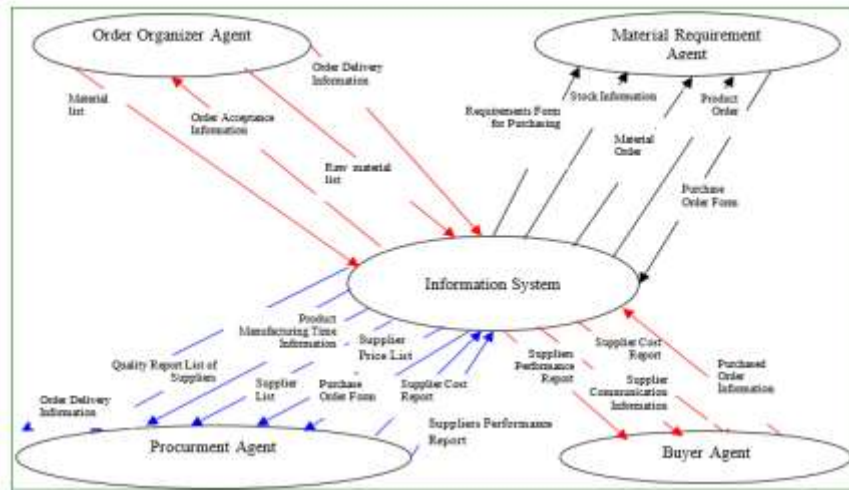 Order Organizer Agent
Material Requirement
Agent
Order Delivery
Information
Material
list
Order Acceptance
Information
Raw material
list
Requirements Form
for Purchasing
Stock Information
Material
Order
Product
Order
Purchase
Order Form
Information System
Product
Manufacturing Time
Information
Supplier
Price List
Quality Report List of
Suppliers
Supplier
List
Purchase
Order Form
Supplier Cost
Report
Order Delivery
Information
Suppliers Performance
Report
Suppliers
Performance
Report
Supplier Cost
Report
Supplier
Communication
Information
Purchased
Order
Information
Procurment Agent
Buyer Agent